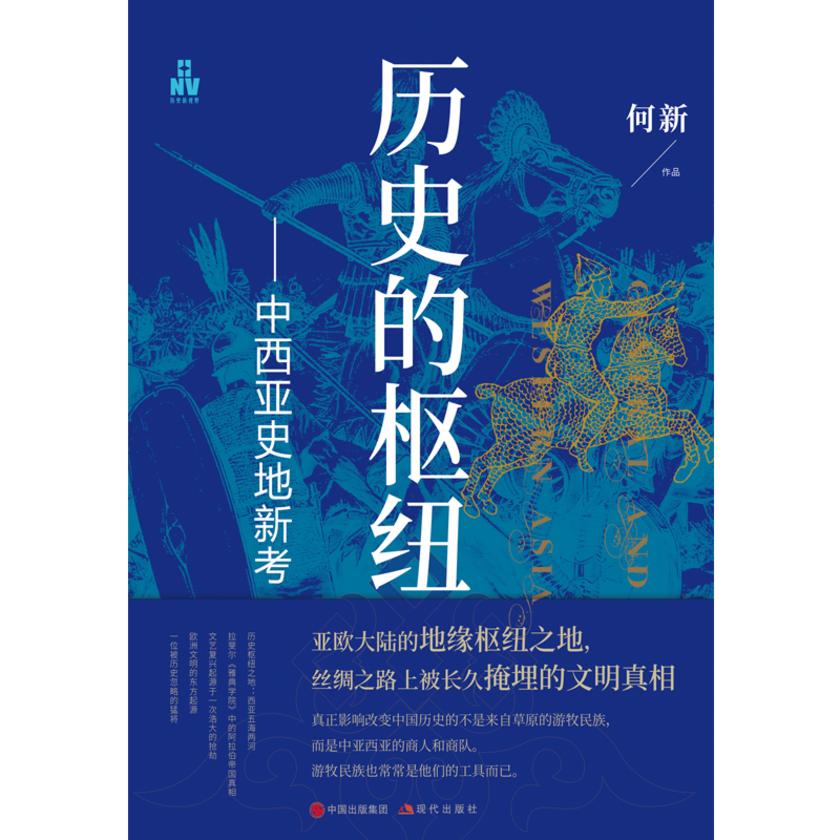 NV
历史新视野
何新
作品
历史的枢纽
——中西亚史地新考
CENTRAL AND
WESTERN ASIA
亚欧大陆的地缘枢纽之地,
丝绸之路上被长久掩埋的文明真相
真正影响改变中国历史的不是来自草原的游牧民族,
而是中亚西亚的商人和商队。
游牧民族也常常是他们的工具而已。
历史枢纽之地：西亚五海两河
拉斐尔《雅典学院》中的阿拉伯帝国真相
文艺复兴起源于一次浩大的抢劫
欧洲文明的东方起源
一位被历史忽略的猛将
中国出版集团
现代出版社